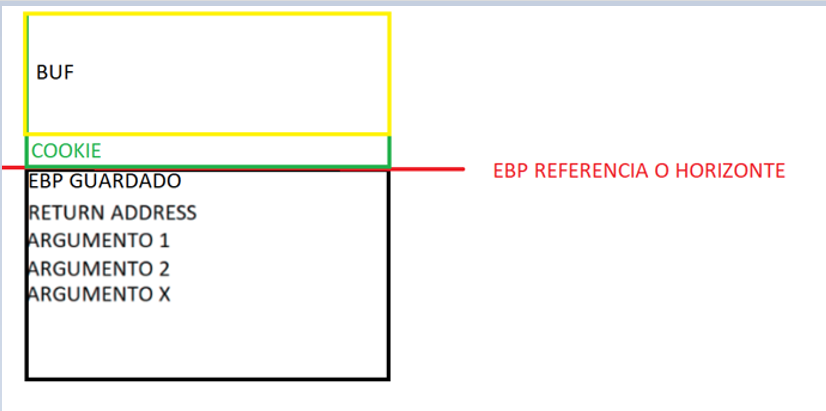 BUF
COOKIE
EBP REFERENCIA O HORIZONTE
EBP GUARDADO
RETURN ADDRESS
ARGUMENTO 1
ARGUMENTO 2
ARGUMENTO X